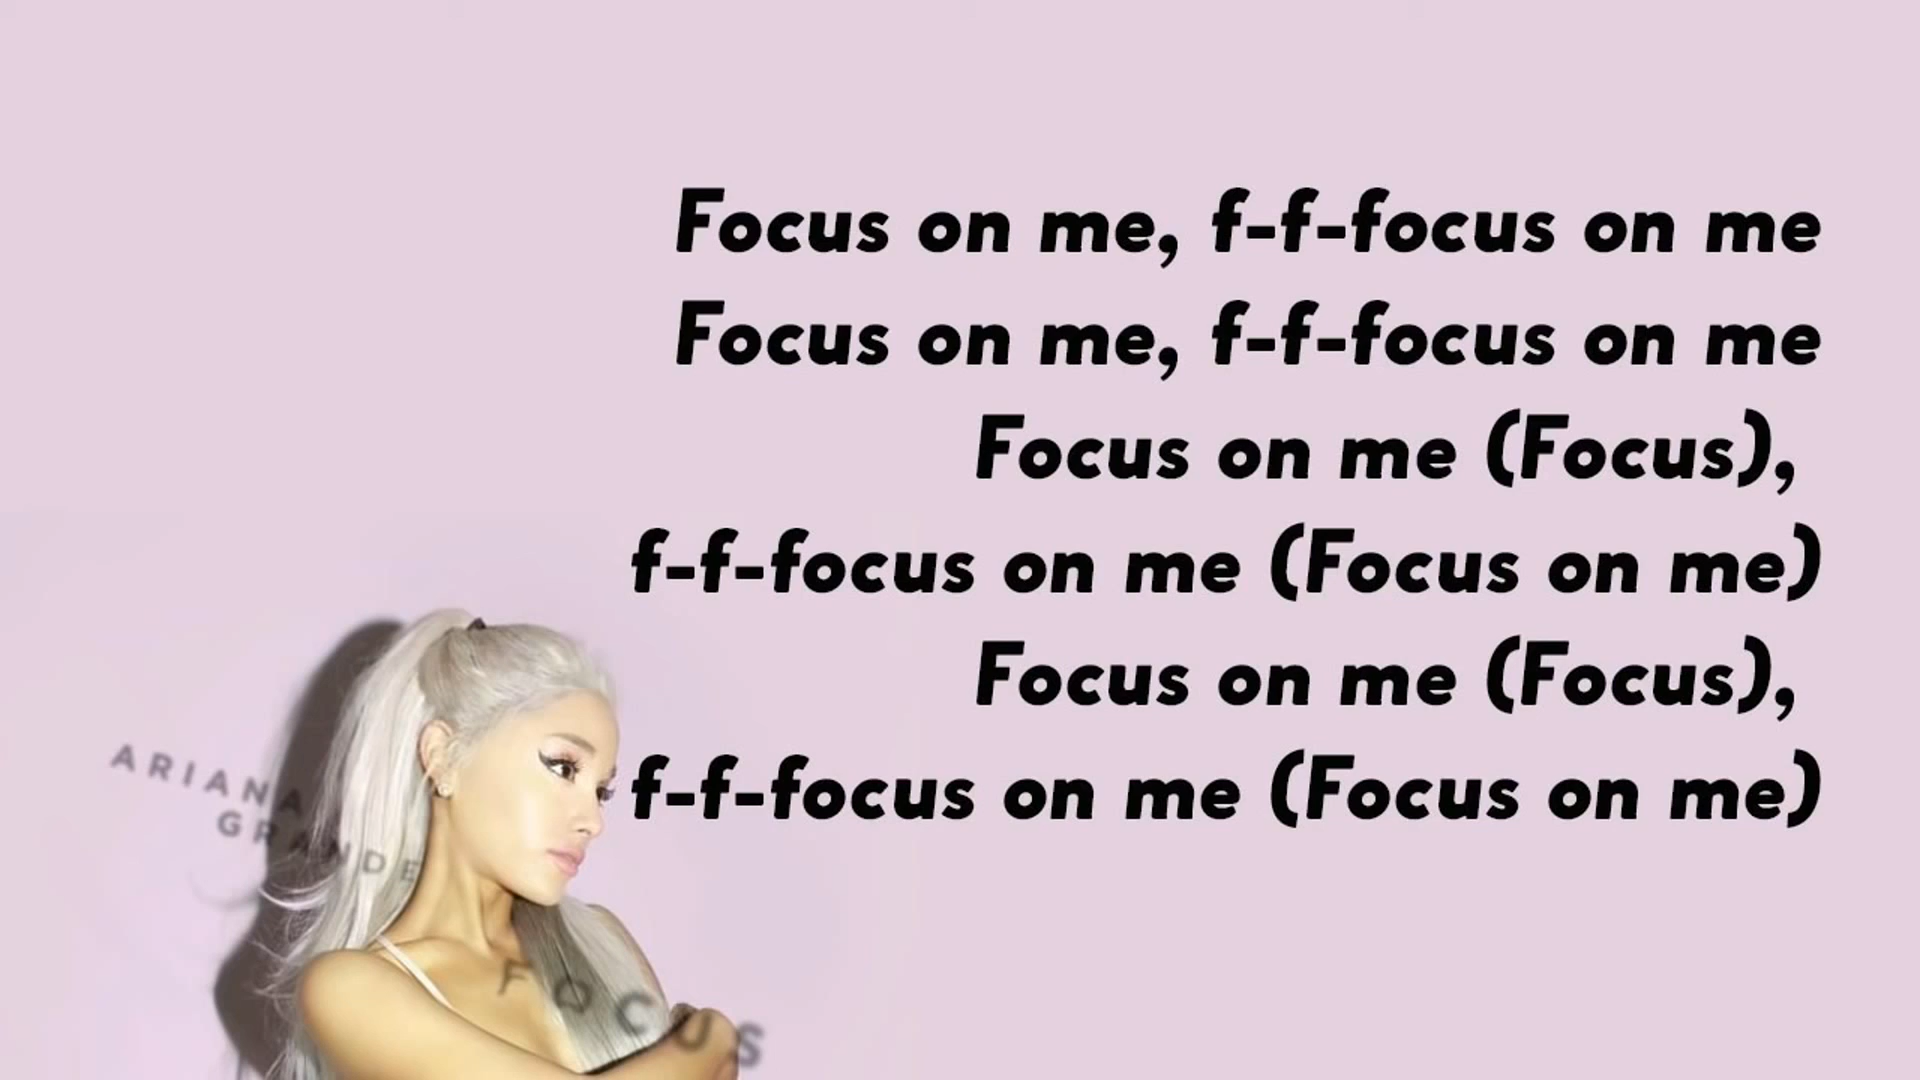 Focus on me, f-f-focus on me
Focus on me, f-f-focus on me
Focus on me (Focus),
f-f-focus on me (Focus on me)
Focus on me (Focus),
f-f-focus on me (Focus on me)
ARIANA
GRANDE
FOCUS